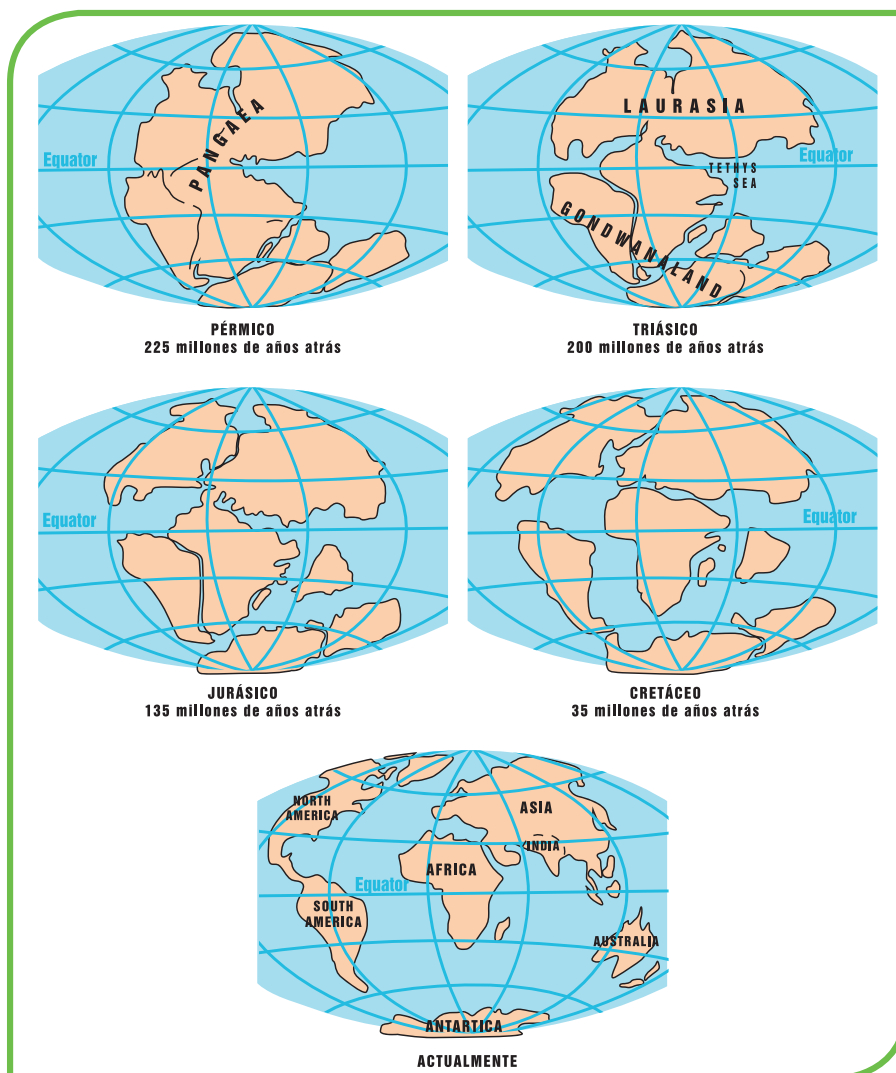 PANGAEA
Equator
PÉRMICO
225 millones de años atrás
LAURASIA
TETHYS
SEA
Equator
GONDWANALAND
TRIÁSICO
200 millones de años atrás
Equator
JURÁSICO
135 millones de años atrás
Equator
CRETÁCEO
35 millones de años atrás
NORTH
AMERICA
ASIA
INDIA
AFRICA
Equator
SOUTH
AMERICA
AUSTRALIA
ANTARTICA
ACTUALMENTE